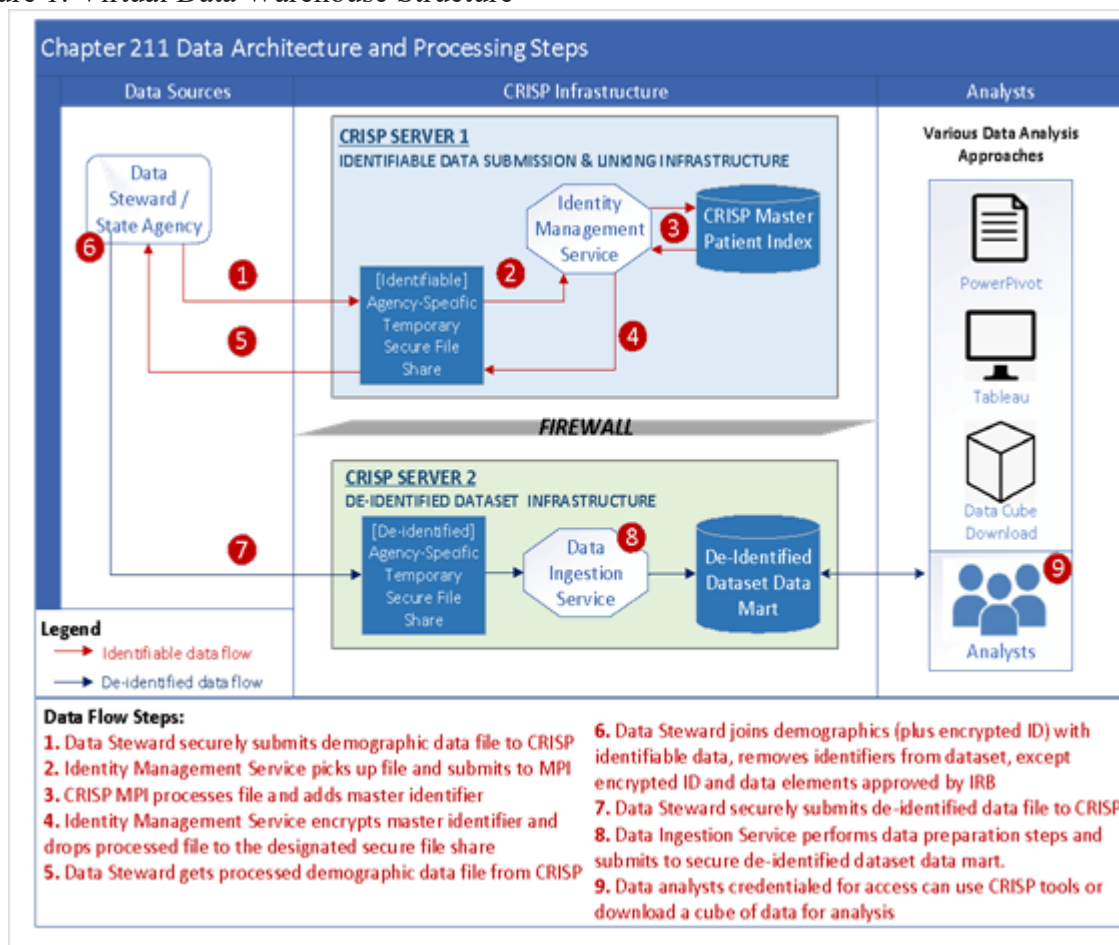 Figure 1: Virtual Data Warehouse Structure
Chapter 211 Data Architecture and Processing Steps
Data Sources
CRISP Infrastructure
Analysts
CRISP SERVER 1
IDENTIFIABLE DATA SUBMISSION & LINKING INFRASTRUCTURE
Various Data Analysis
Approaches
Data
Steward /
State Agency
Identity
Management
Service
CRISP Master
Patient Index
[Identifiable]
Agency-Specific
Temporary
Secure File
Share
6
1
5
2
3
4
PowerPivot
Tableau
Data Cube
Download
FIREWALL
CRISP SERVER 2
DE-IDENTIFIED DATASET INFRASTRUCTURE
[De-identified]
Agency-Specific
Temporary
Secure File
Share
Data
Ingestion
Service
De-Identified
Dataset Data
Mart
7
8
9
Analysts
Legend
Identifiable data flow
De-identified data flow
Data Flow Steps:
1. Data Steward securely submits demographic data file to CRISP
2. Identity Management Service picks up file and submits to MPI
3. CRISP MPI processes file and adds master identifier
4. Identity Management Service encrypts master identifier and
drops processed file to the designated secure file share
5. Data Steward gets processed demographic data file from CRISP
6. Data Steward joins demographics (plus encrypted ID) with
identifiable data, removes identifiers from dataset, except
encrypted ID and data elements approved by IRB
7. Data Steward securely submits de-identified data file to CRISP
8. Data Ingestion Service performs data preparation steps and
submits to secure de-identified dataset data mart.
9. Data analysts credentialed for access can use CRISP tools or
download a cube of data for analysis